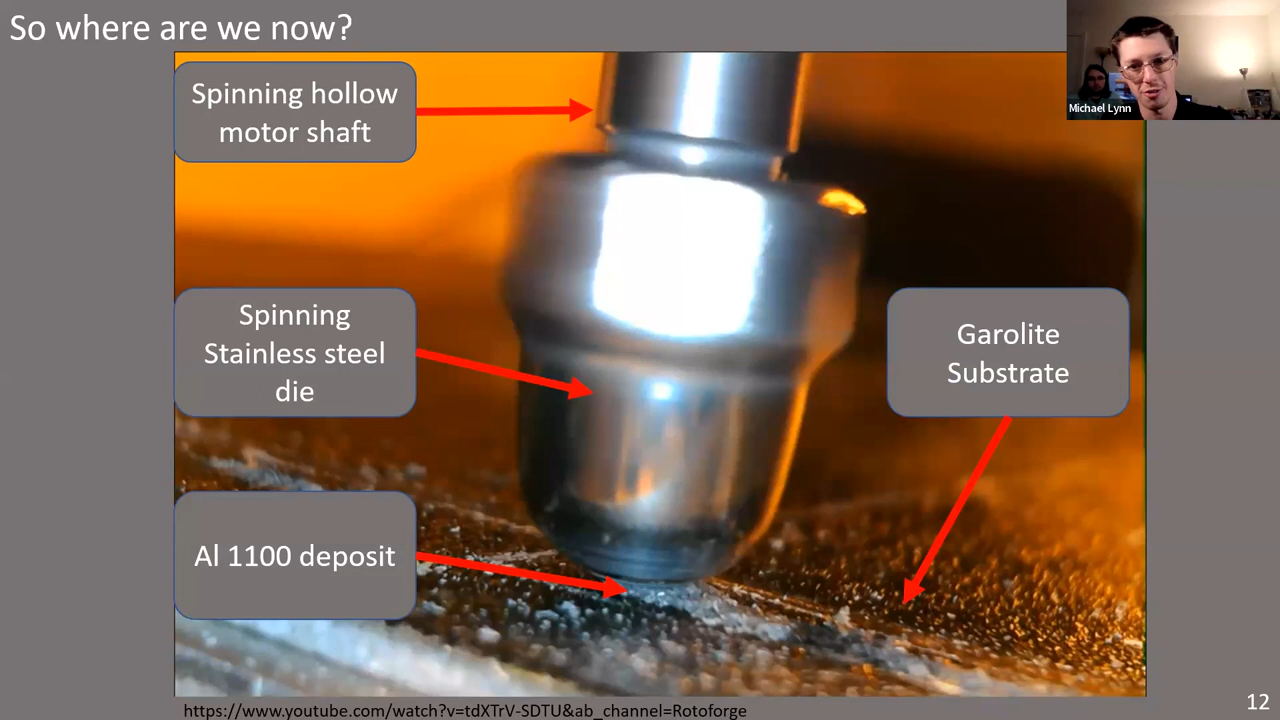 So where are we now?
Michael Lynn
Spinning hollow
motor shaft
Spinning
Stainless steel
die
Garolite
Substrate
Al 1100 deposit
https://www.youtube.com/watch?v=tdXTrV-SDTU&ab_channel=Rotoforge
12